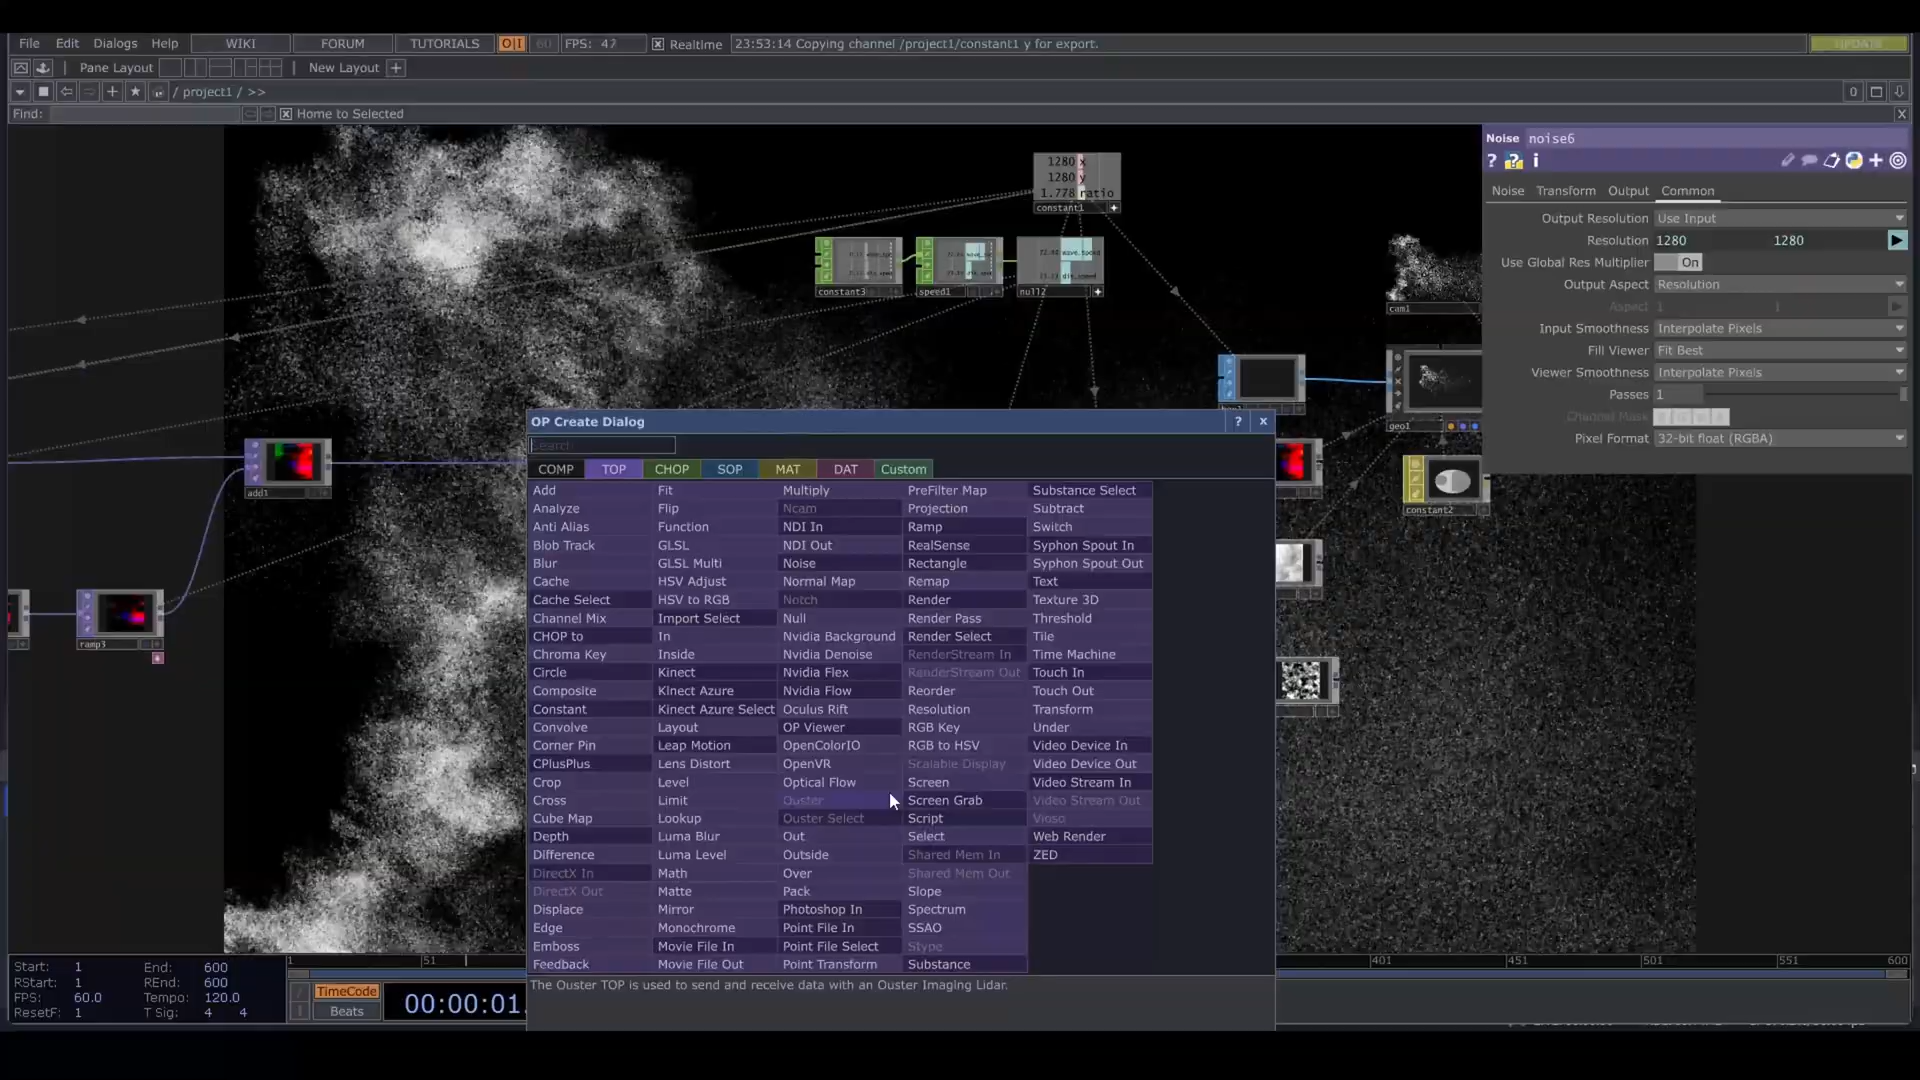 File Edit Dialogs Help WIKI FORUM TUTORIALS O|I 60 FPS: 47 Realtime 23:53:14 Copying channel /project1/constant1 y for export. UPDATE
Pane Layout New Layout +
/ project1 / >> 0
Find: Home to Selected X
Noise noise6
? i
Noise Transform Output Common
Output Resolution Use Input
Resolution 1280 1280
Use Global Res Multiplier On
Output Aspect Resolution
Aspect 1 1
Input Smoothness Interpolate Pixels
Fill Viewer Fit Best
Viewer Smoothness Interpolate Pixels
Passes 1
Channel Mask
Pixel Format 32-bit float (RGBA)
1280 x
1280 y
1.778 ratio
constant1
constant3 speed1 null2
cam1
geo1
constant2
add1
ramp3
OP Create Dialog ? x
Search
COMP TOP CHOP SOP MAT DAT Custom
Add Fit Multiply PreFilter Map Substance Select
Analyze Flip Ncam Projection Subtract
Anti Alias Function NDI In Ramp Switch
Blob Track GLSL NDI Out RealSense Syphon Spout In
Blur GLSL Multi Noise Rectangle Syphon Spout Out
Cache HSV Adjust Normal Map Remap Text
Cache Select HSV to RGB Notch Render Texture 3D
Channel Mix Import Select Null Render Pass Threshold
CHOP to In Nvidia Background Render Select Tile
Chroma Key Inside Nvidia Denoise RenderStream In Time Machine
Circle Kinect Nvidia Flex RenderStream Out Touch In
Composite Kinect Azure Nvidia Flow Reorder Touch Out
Constant Kinect Azure Select Oculus Rift Resolution Transform
Convolve Layout OP Viewer RGB Key Under
Corner Pin Leap Motion OpenColorIO RGB to HSV Video Device In
CPlusPlus Lens Distort OpenVR Scalable Display Video Device Out
Crop Level Optical Flow Screen Video Stream In
Cross Limit Ouster Screen Grab Video Stream Out
Cube Map Lookup Ouster Select Script Vioso
Depth Luma Blur Out Select Web Render
Difference Luma Level Outside Shared Mem In ZED
DirectX In Math Over Shared Mem Out
DirectX Out Matte Pack Slope
Displace Mirror Photoshop In Spectrum
Edge Monochrome Point File In SSAO
Emboss Movie File In Point File Select Stype
Feedback Movie File Out Point Transform Substance
The Ouster TOP is used to send and receive data with an Ouster Imaging Lidar.
1 51 401 451 501 551 600
Start: 1 End: 600
RStart: 1 REnd: 600
FPS: 60.0 Tempo: 120.0
ResetF: 1 T Sig: 4 4
TimeCode
Beats
00:00:01.